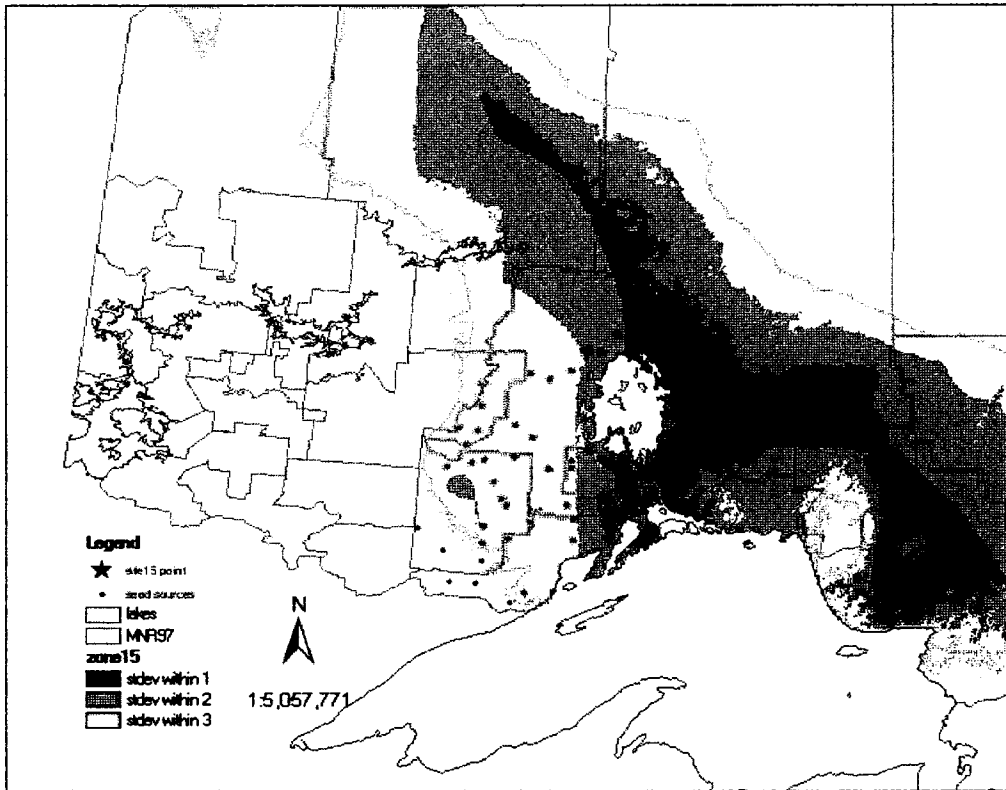 Legend
site15 point
seed sources
lakes
MNR97
zone15
stdev within 1
stdev within 2
stdev within 3
N
1:5,057,771